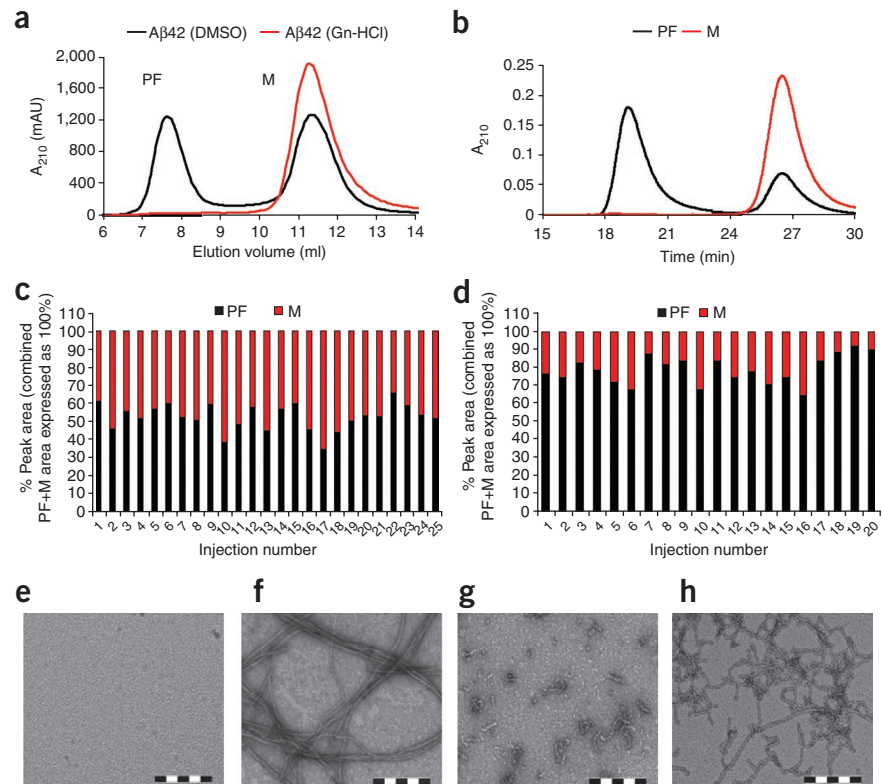 a
Aβ42 (DMSO) Aβ42 (Gn-HCl)
PF M
2,000
1,600
1,200
800
400
0
A210 (mAU)
6 7 8 9 10 11 12 13 14
Elution volume (ml)
b
PF M
0.25
0.2
0.15
0.1
0.05
0
A210
15 18 21 24 27 30
Time (min)
c
PF M
110
100
90
80
70
60
50
40
30
20
10
0
% Peak area (combined
PF+M area expressed as 100%)
1 2 3 4 5 6 7 8 9 10 11 12 13 14 15 16 17 18 19 20 21 22 23 24 25
Injection number
d
PF M
110
100
90
80
70
60
50
40
30
20
10
0
% Peak area (combined
PF+M area expressed as 100%)
1 2 3 4 5 6 7 8 9 10 11 12 13 14 15 16 17 18 19 20
Injection number
e
f
g
h